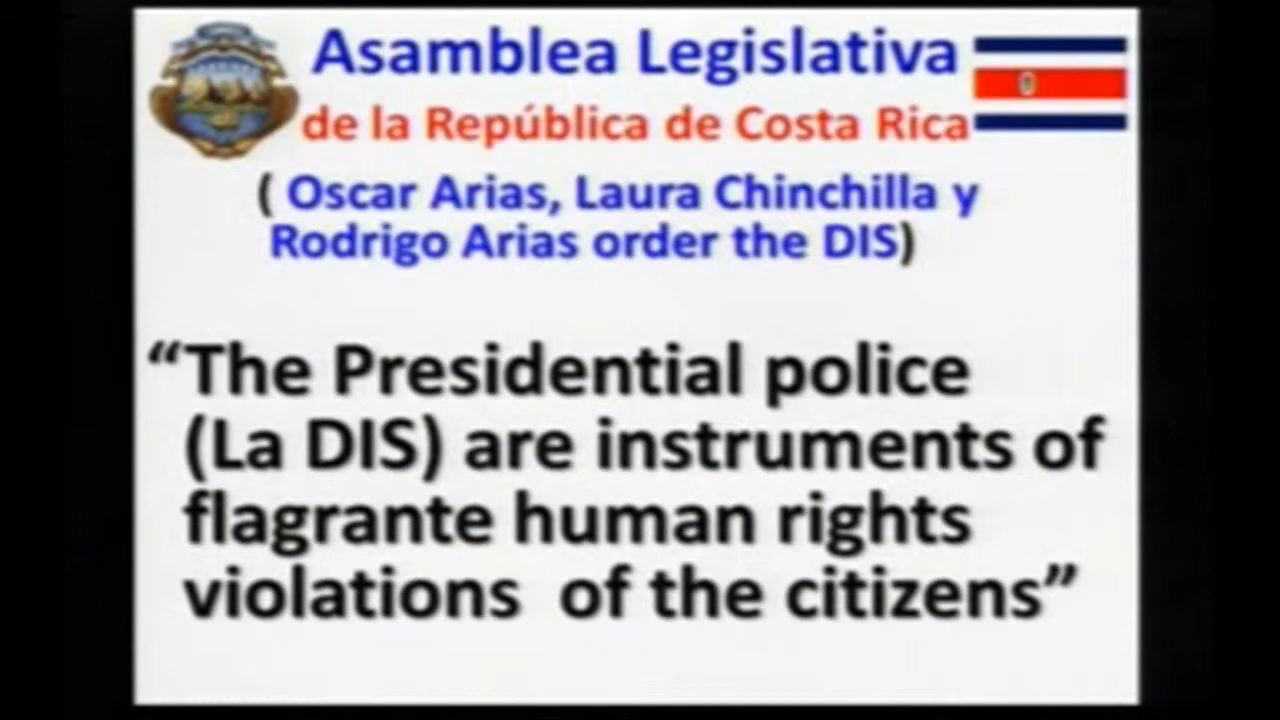 Asamblea Legislativa
de la República de Costa Rica
( Oscar Arias, Laura Chinchilla y
Rodrigo Arias order the DIS)
“The Presidential police
(La DIS) are instruments of
flagrante human rights
violations of the citizens”